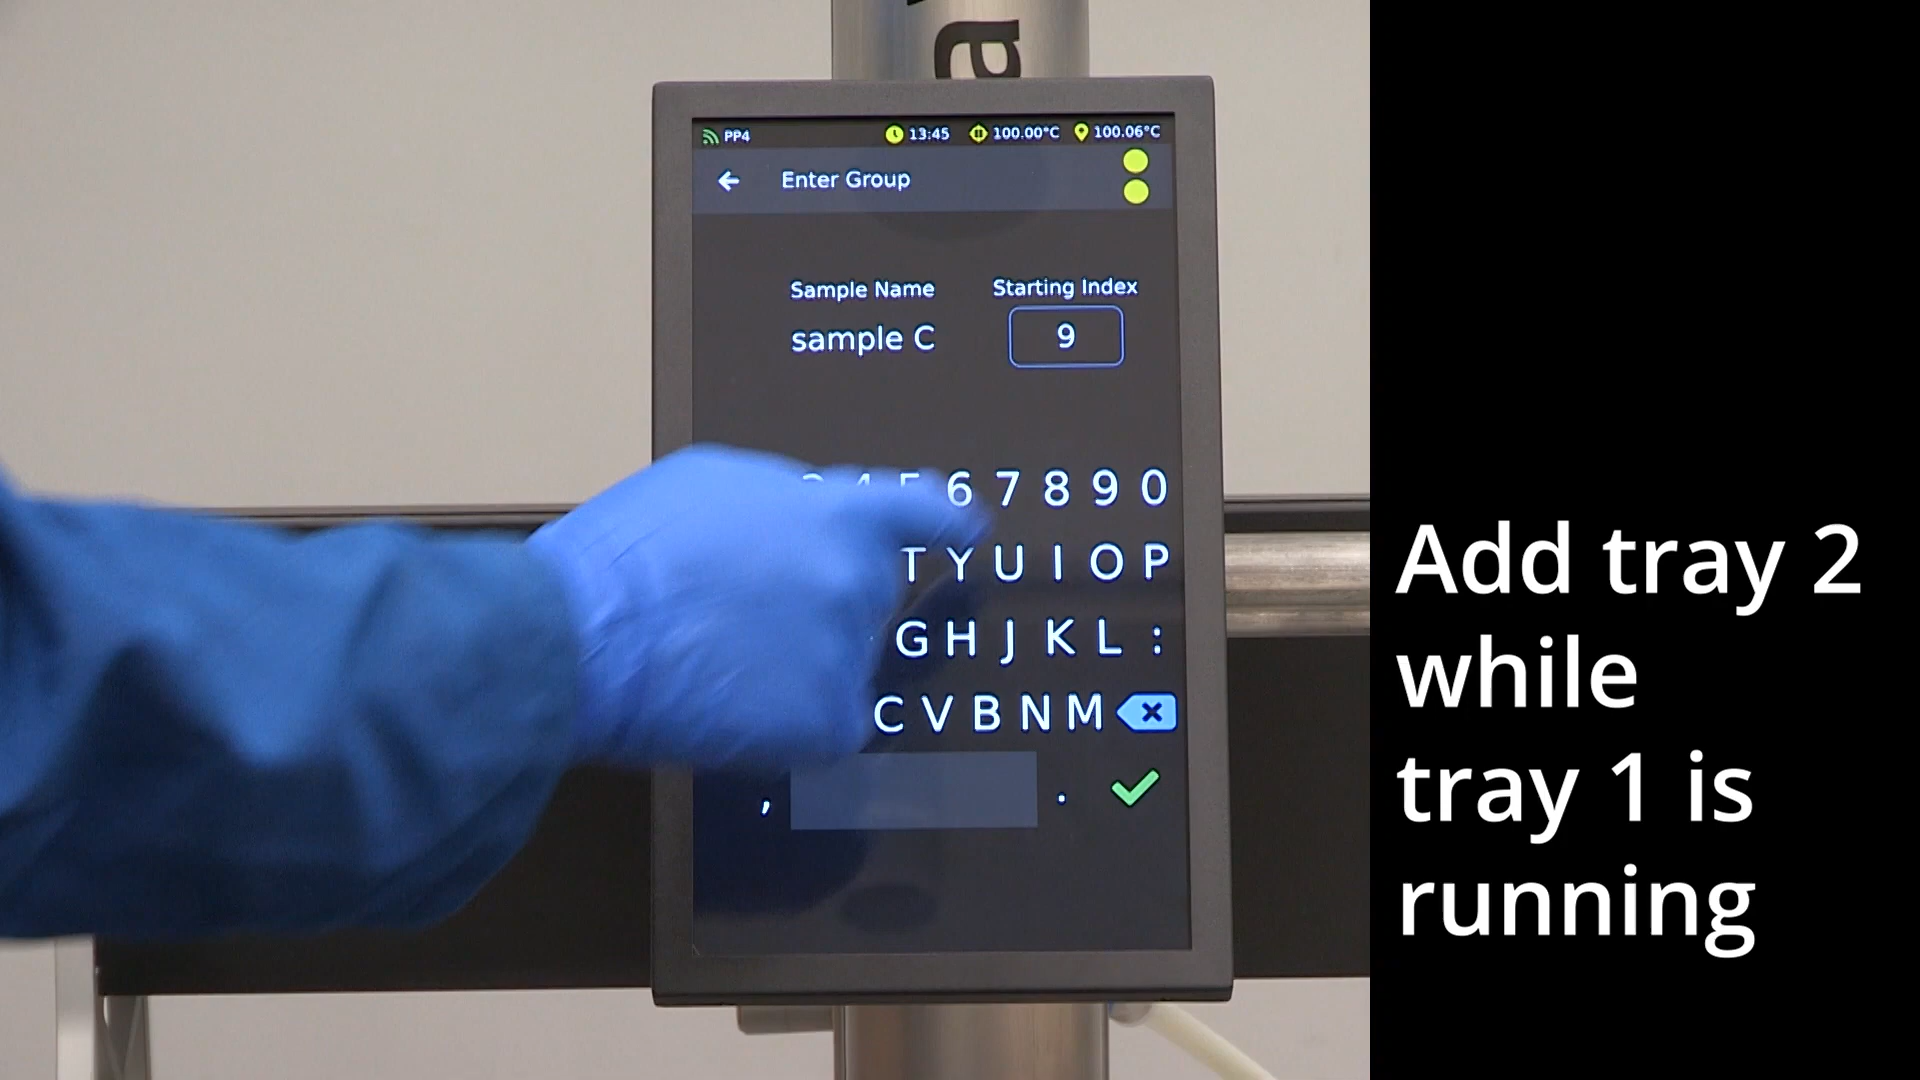 a
PP4 13:45 100.00°C 100.06°C
Enter Group
Sample Name Starting Index
sample C 9
6 7 8 9 0
T Y U I O P
G H J K L :
C V B N M
, .
Add tray 2
while
tray 1 is
running